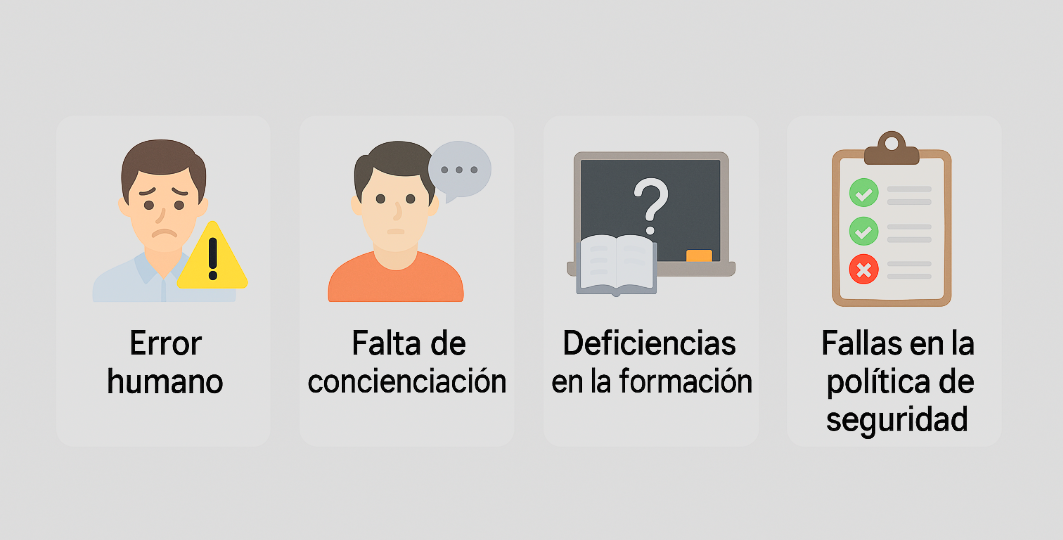 Error
humano
Falta de
concienciación
Deficiencias
en la formación
Fallas en la
política de
seguridad